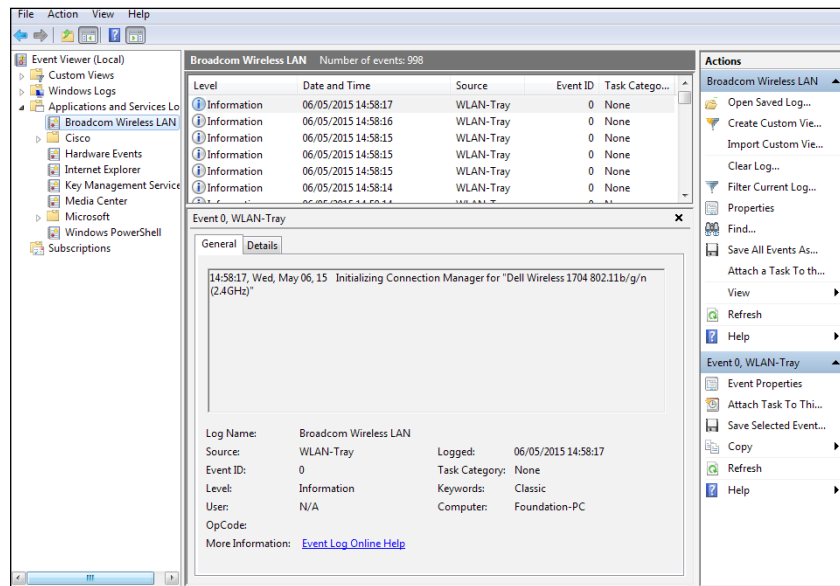 File Action View Help
Event Viewer (Local)
Custom Views
Windows Logs
Applications and Services Lo
Broadcom Wireless LAN
Cisco
Hardware Events
Internet Explorer
Key Management Service
Media Center
Microsoft
Windows PowerShell
Subscriptions
Broadcom Wireless LAN Number of events: 998
Level Date and Time Source Event ID Task Catego...
Information 06/05/2015 14:58:17 WLAN-Tray 0 None
Information 06/05/2015 14:58:16 WLAN-Tray 0 None
Information 06/05/2015 14:58:15 WLAN-Tray 0 None
Information 06/05/2015 14:58:15 WLAN-Tray 0 None
Information 06/05/2015 14:58:14 WLAN-Tray 0 None
Event 0, WLAN-Tray
General Details
14:58:17, Wed, May 06, 15 Initializing Connection Manager for "Dell Wireless 1704 802.11b/g/n
(2.4GHz)"
Log Name: Broadcom Wireless LAN
Source: WLAN-Tray Logged: 06/05/2015 14:58:17
Event ID: 0 Task Category: None
Level: Information Keywords: Classic
User: N/A Computer: Foundation-PC
OpCode:
More Information: Event Log Online Help
Actions
Broadcom Wireless LAN
Open Saved Log...
Create Custom Vie...
Import Custom Vie...
Clear Log...
Filter Current Log...
Properties
Find...
Save All Events As...
Attach a Task To th...
View
Refresh
Help
Event 0, WLAN-Tray
Event Properties
Attach Task To Thi...
Save Selected Event...
Copy
Refresh
Help